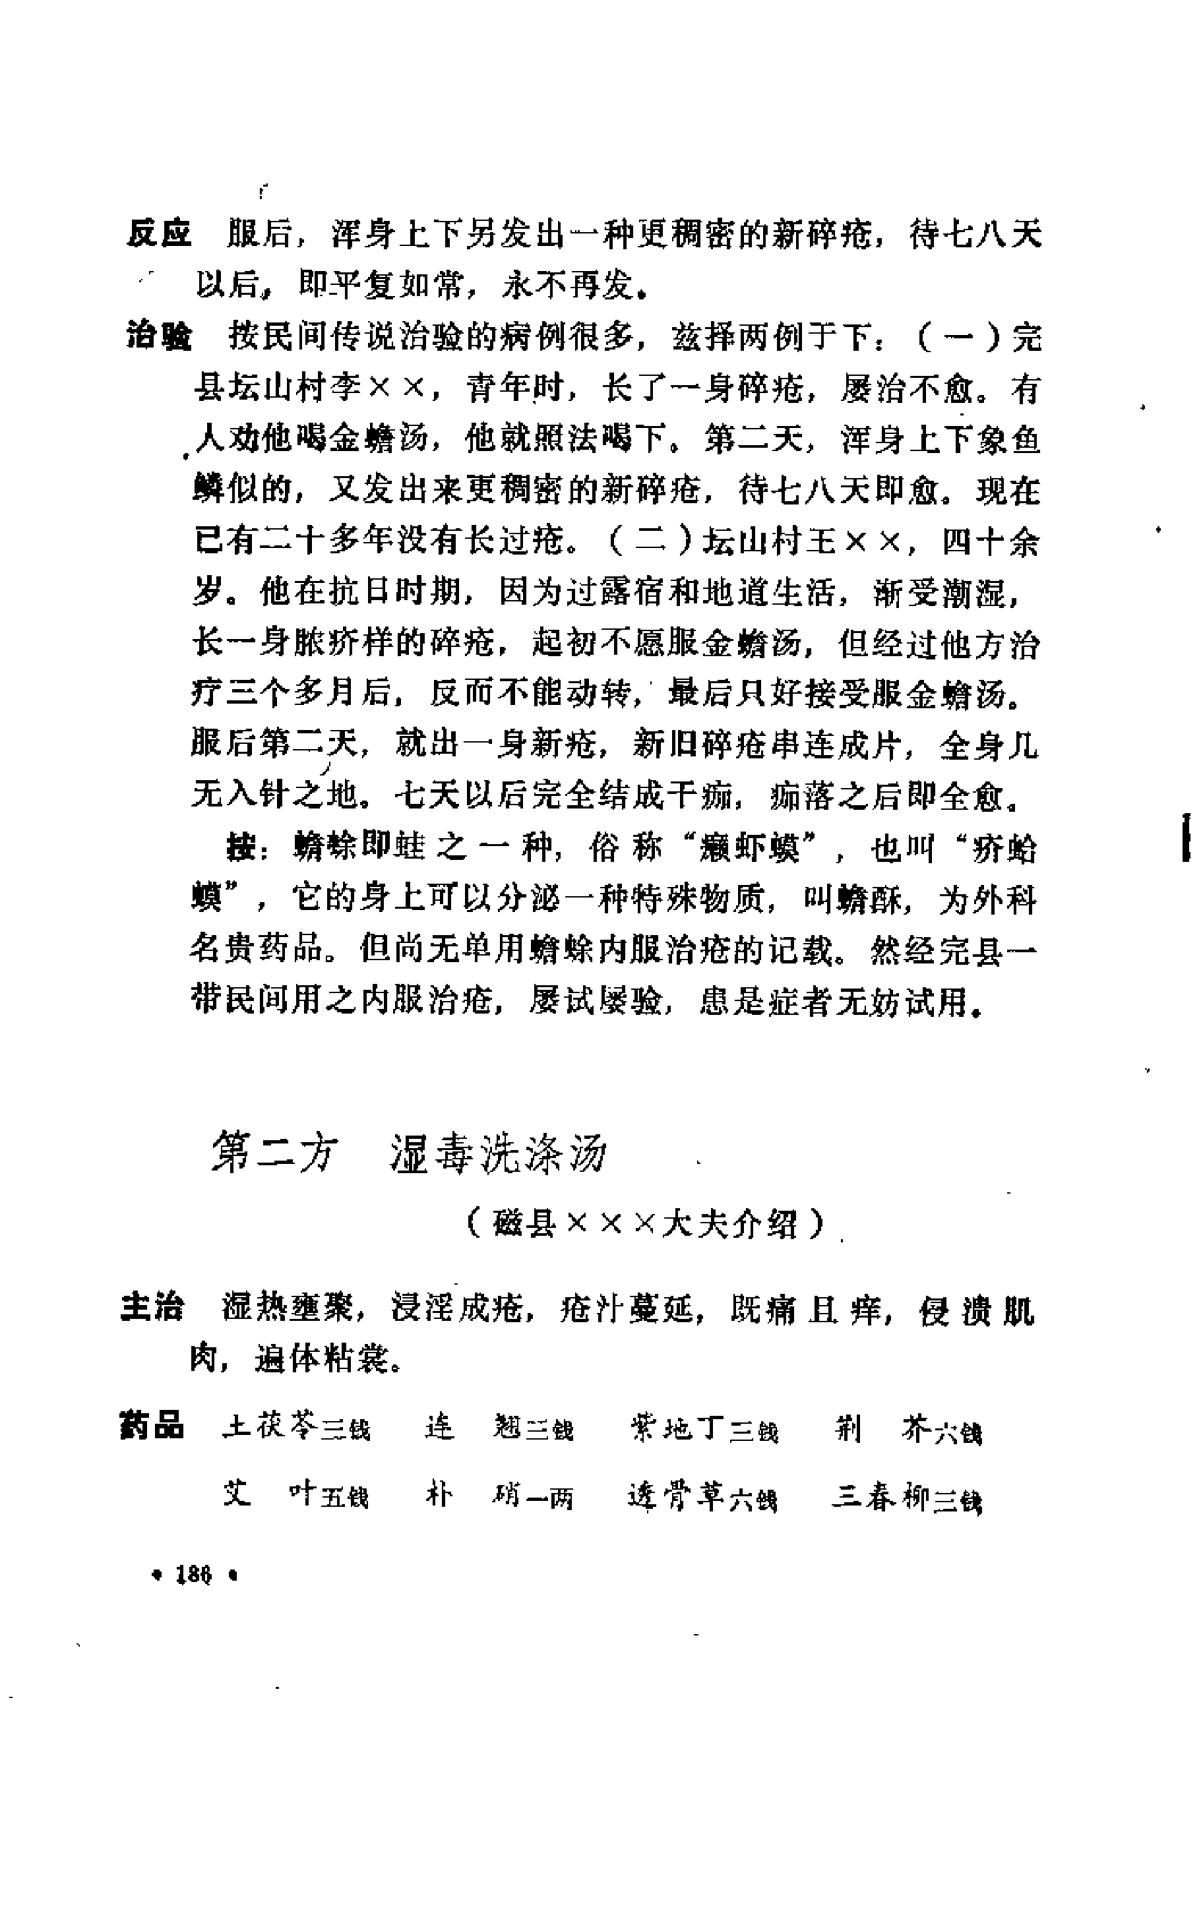 反应　服后，浑身上下另发出一种更稠密的新碎疮，待七八天
以后，即平复如常，永不再发。
治验　按民间传说治验的病例很多，兹择两例于下：（一）完
县坛山村李××，青年时，长了一身碎疮，屡治不愈。有
人劝他喝金蟾汤，他就照法喝下。第二天，浑身上下象鱼
鳞似的，又发出来更稠密的新碎疮，待七八天即愈。现在
已有二十多年没有长过疮。（二）坛山村王××，四十余
岁。他在抗日时期，因为过露宿和地道生活，渐受潮湿，
长一身脓疥样的碎疮，起初不愿服金蟾汤，但经过他方治
疗三个多月后，反而不能动转，最后只好接受服金蟾汤。
服后第二天，就出一身新疮，新旧碎疮串连成片，全身几
无入针之地。七天以后完全结成干痂，痂落之后即全愈。
按：蟾蜍即蛙之一种，俗称“癞虾蟆”，也叫“疥蛤
蟆”，它的身上可以分泌一种特殊物质，叫蟾酥，为外科
名贵药品。但尚无单用蟾蜍内服治疮的记载。然经完县一
带民间用之内服治疮，屡试屡验，患是症者无妨试用。
第二方　湿毒洗涤汤
（磁县×××大夫介绍）
主治　湿热壅聚，浸淫成疮，疮汁蔓延，既痛且痒，侵溃肌
肉，遍体粘裳。
药品　土茯苓三钱　连　翘三钱　紫地丁三钱　荆　芥六钱
艾　叶五钱　朴　硝一两　透骨草六钱　三春柳三钱
• 186 •